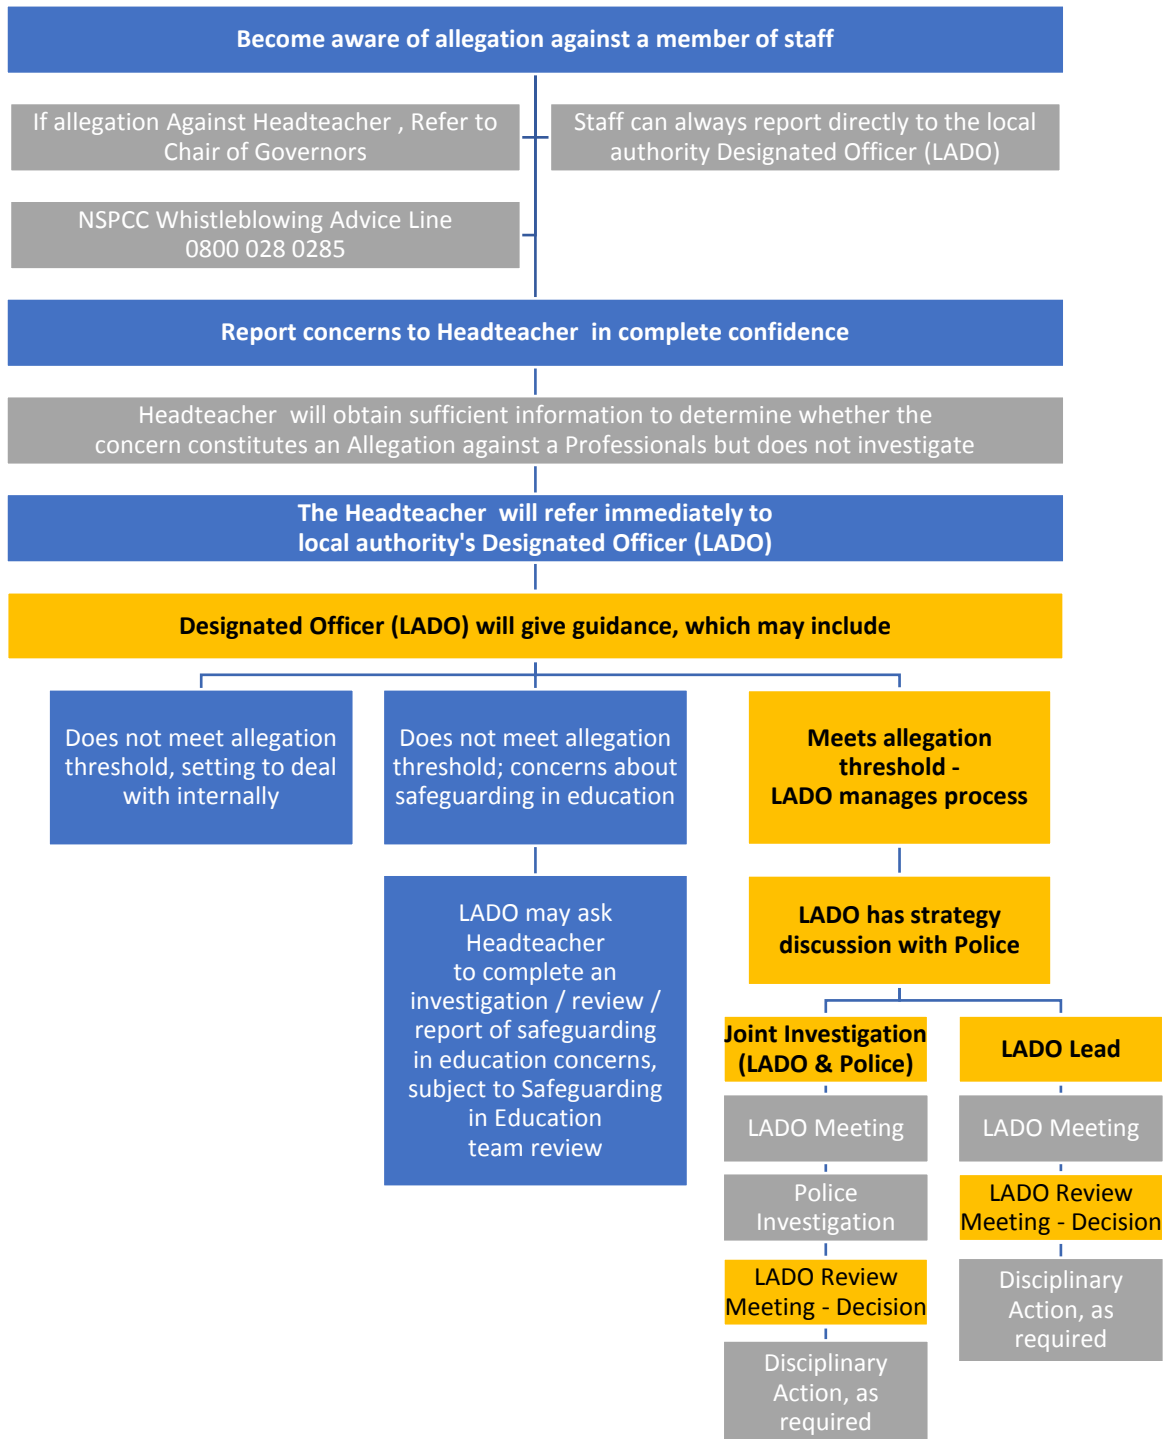 Become aware of allegation against a member of staff
If allegation Against Headteacher , Refer to
Chair of Governors
Staff can always report directly to the local
authority Designated Officer (LADO)
NSPCC Whistleblowing Advice Line
0800 028 0285
Report concerns to Headteacher  in complete confidence
Headteacher  will obtain sufficient information to determine whether the
concern constitutes an Allegation against a Professionals but does not investigate
The Headteacher  will refer immediately to
local authority's Designated Officer (LADO)
Designated Officer (LADO) will give guidance, which may include
Does not meet allegation
threshold, setting to deal
with internally
Does not meet allegation
threshold; concerns about
safeguarding in education
LADO may ask
Headteacher
to complete an
investigation / review /
report of safeguarding
in education concerns,
subject to Safeguarding
in Education
team review
Meets allegation
threshold -
LADO manages process
LADO has strategy
discussion with Police
Joint Investigation
(LADO & Police)
LADO Meeting
Police
Investigation
LADO Review
Meeting - Decision
Disciplinary
Action, as
required
LADO Lead
LADO Meeting
LADO Review
Meeting - Decision
Disciplinary
Action, as
required